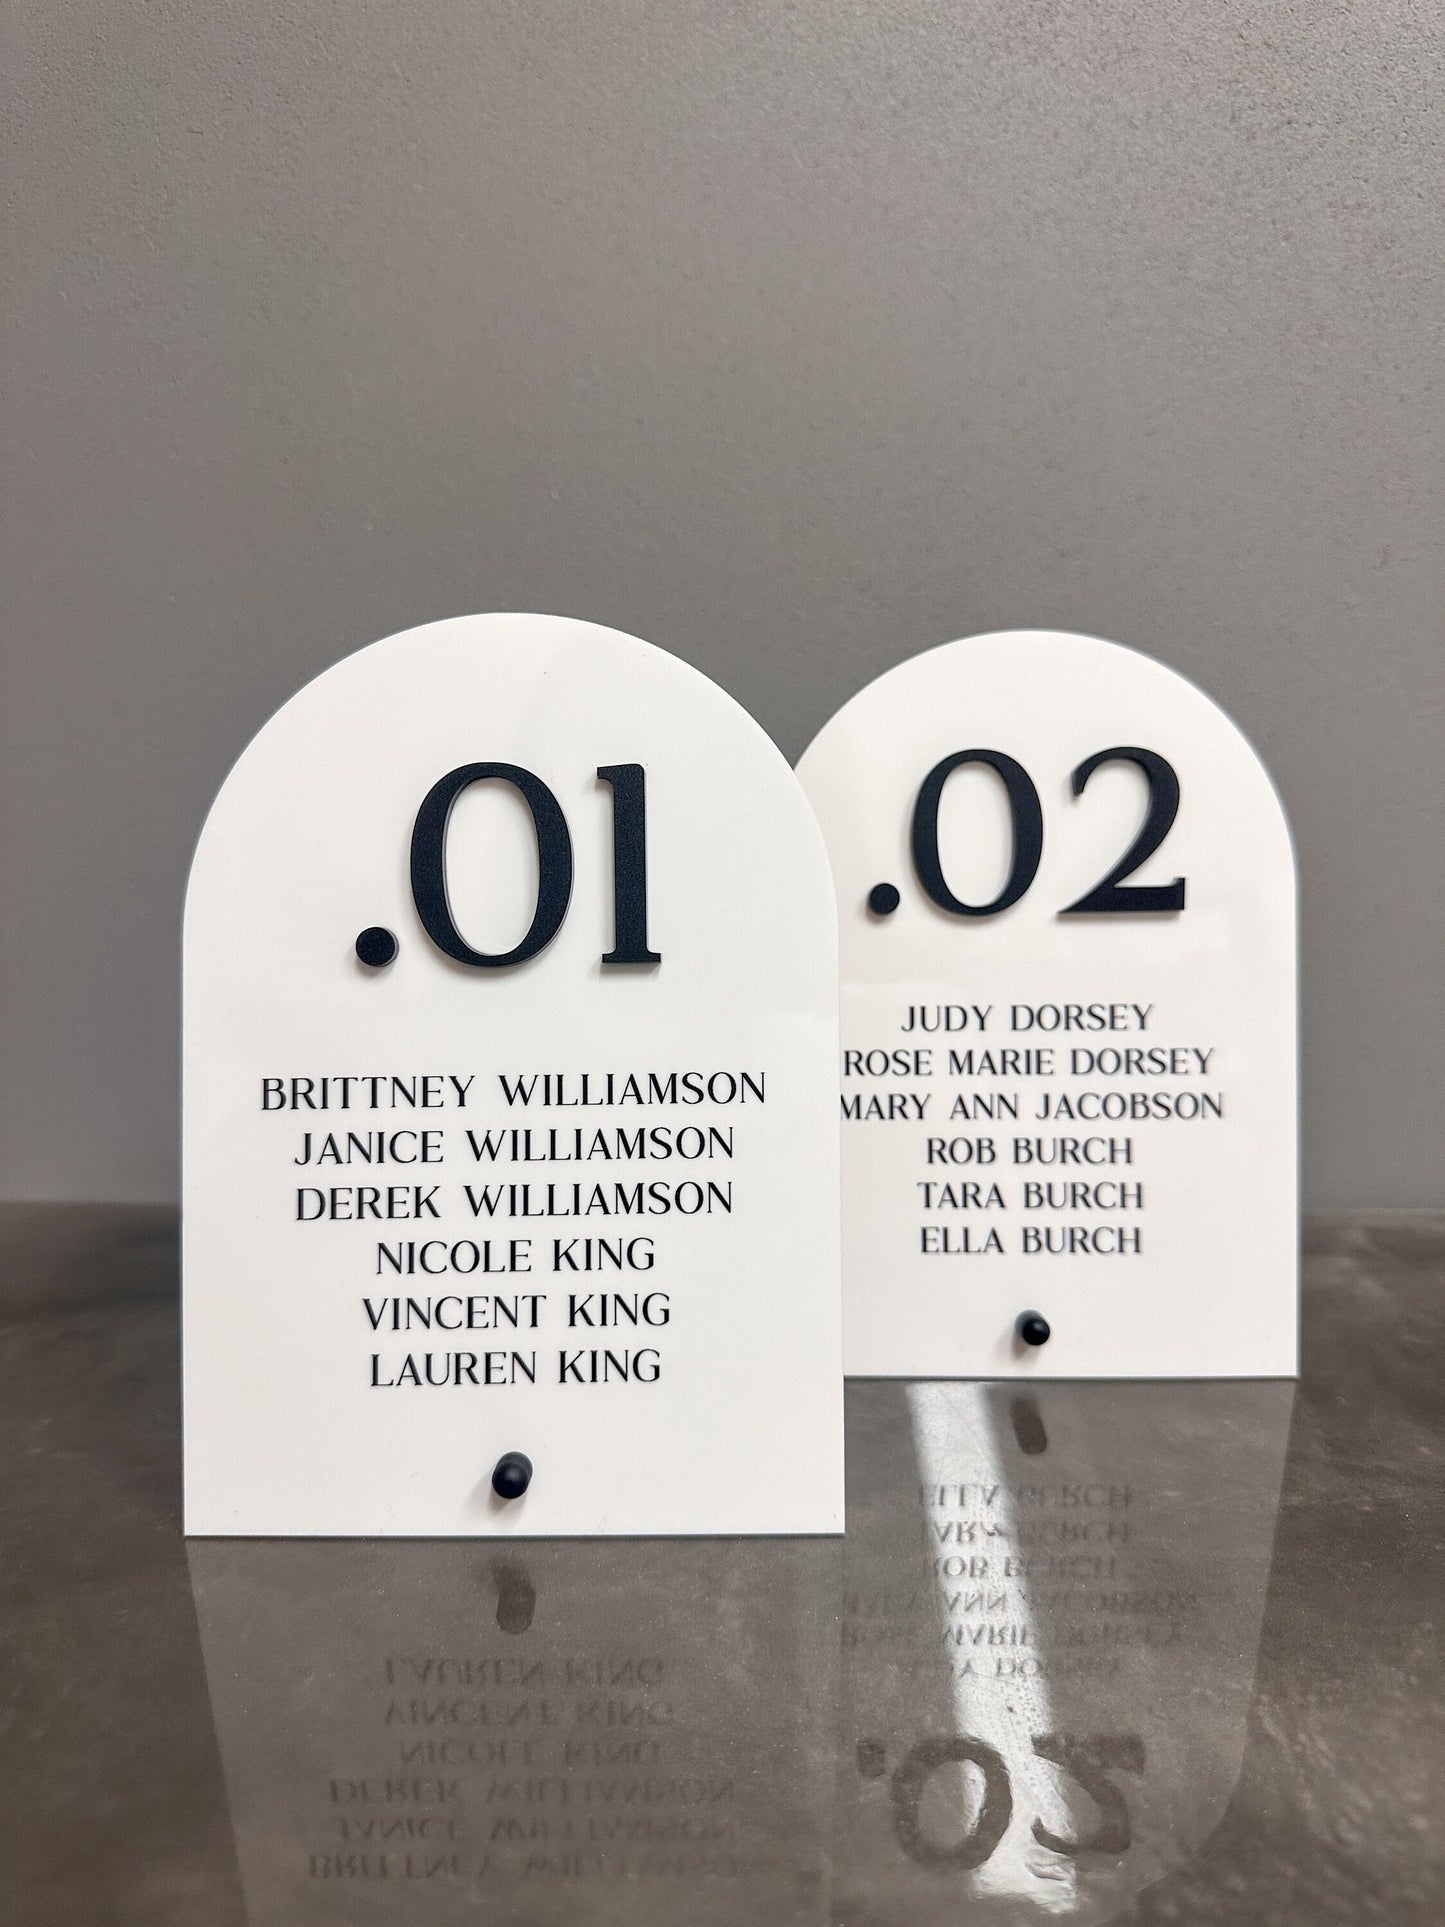 .01
BRITTNEY WILLIAMSON
JANICE WILLIAMSON
DEREK WILLIAMSON
NICOLE KING
VINCENT KING
LAUREN KING
.02
JUDY DORSEY
ROSE MARIE DORSEY
MARY ANN JACOBSON
ROB BURCH
TARA BURCH
ELLA BURCH